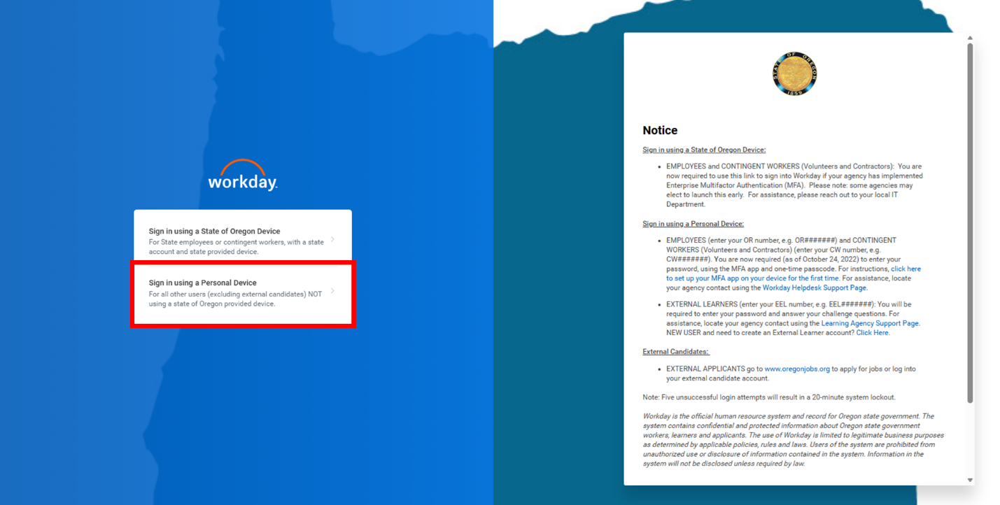 workday.
Sign in using a State of Oregon Device
For State employees or contingent workers, with a state
account and state provided device.
Sign in using a Personal Device
For all other users (excluding external candidates) NOT
using a state of Oregon provided device.
STATE OF OREGON
1859
Notice
Sign in using a State of Oregon Device:
• EMPLOYEES and CONTINGENT WORKERS (Volunteers and Contractors): You are
now required to use this link to sign into Workday if your agency has implemented
Enterprise Multifactor Authentication (MFA). Please note: some agencies may
elect to launch this early. For assistance, please reach out to your local IT
Department.
Sign in using a Personal Device:
• EMPLOYEES (enter your OR number, e.g. OR#######) and CONTINGENT
WORKERS (Volunteers and Contractors) (enter your CW number, e.g.
CW#######). You are now required (as of October 24, 2022) to enter your
password, using the MFA app and one-time passcode. For instructions, click here
to set up your MFA app on your device for the first time. For assistance, locate
your agency contact using the Workday Helpdesk Support Page.
• EXTERNAL LEARNERS (enter your EEL number, e.g. EEL#######): You will be
required to enter your password and answer your challenge questions. For
assistance, locate your agency contact using the Learning Agency Support Page.
NEW USER and need to create an External Learner account? Click Here.
External Candidates:
• EXTERNAL APPLICANTS go to www.oregonjobs.org to apply for jobs or log into
your external candidate account.
Note: Five unsuccessful login attempts will result in a 20-minute system lockout.
Workday is the official human resource system and record for Oregon state government. The
system contains confidential and protected information about Oregon state government
workers, learners and applicants. The use of Workday is limited to legitimate business purposes
as determined by applicable policies, rules and laws. Users of the system are prohibited from
unauthorized use or disclosure of information contained in the system. Information in the
system will not be disclosed unless required by law.